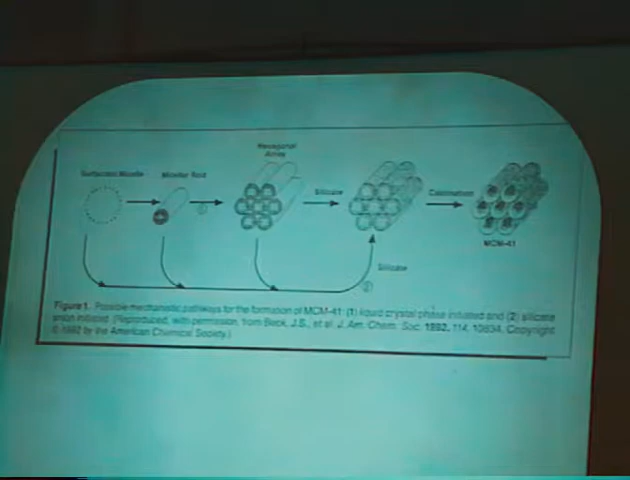 Hexagonal
Array
Surfactant Micelle
Micellar Rod
Silicate
Calcination
1
MCM-41
Silicate
2
Figure 1. Possible mechanistic pathways for the formation of MCM-41: (1) liquid crystal phase initiated and (2) silicate
anion initiated. (Reproduced, with permission, from Beck, J.S., et al. J. Am. Chem. Soc. 1992, 114, 10834. Copyright
© 1992 by the American Chemical Society.)